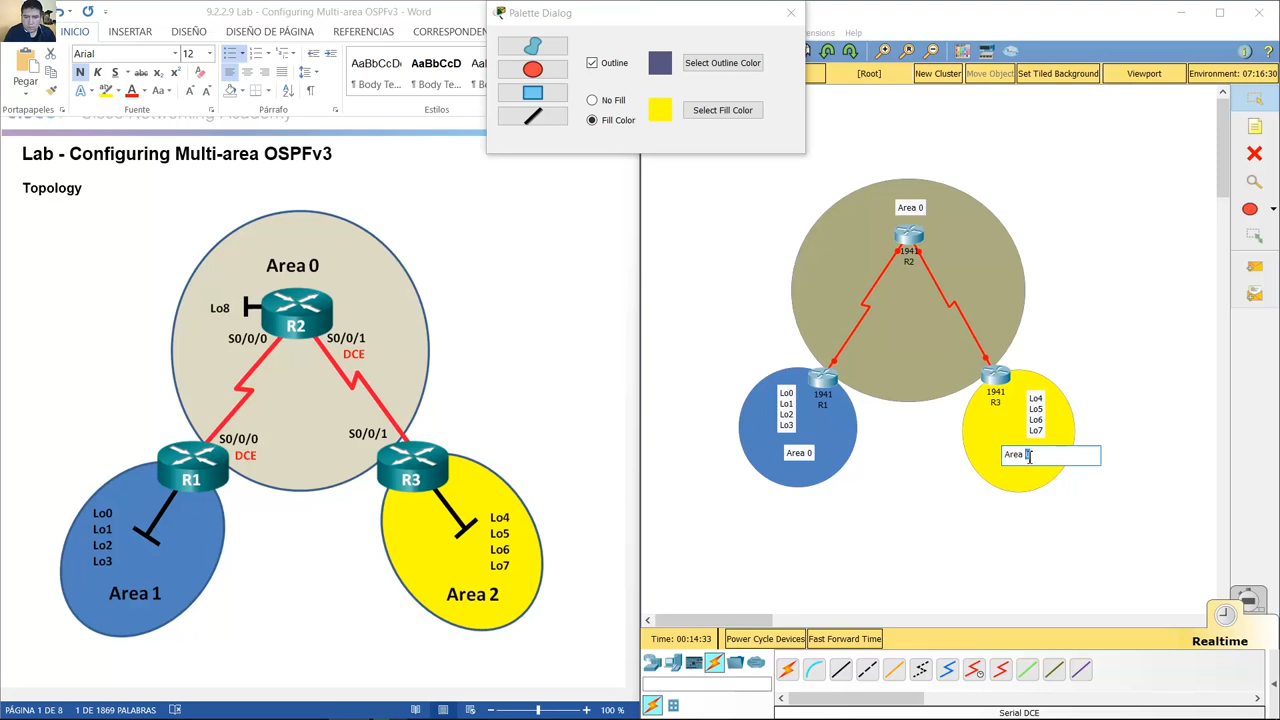 9.2.2.9 Lab - Configuring Multi-area OSPFv3 - Word
INICIO
INSERTAR
DISEÑO
DISEÑO DE PÁGINA
REFERENCIAS
CORRESPONDEN
Pegar
Portapapeles
Arial
12
N
K
S
abc
Fuente
Párrafo
AaBbCcD
AaBbCcD
AaBbC
¶ Body Te...
¶ Body Te...
¶ Body
Lab - Configuring Multi-area OSPFv3
Topology
Area 0
Lo8
R2
S0/0/0
S0/0/1
DCE
S0/0/0
DCE
S0/0/1
R1
R3
Lo0
Lo1
Lo2
Lo3
Area 1
Lo4
Lo5
Lo6
Lo7
Area 2
PÁGINA 1 DE 8
1 DE 1869 PALABRAS
100 %
Palette Dialog
Outline
Select Outline Color
No Fill
Fill Color
Select Fill Color
Help
[Root]
New Cluster
Move Object
Set Tiled Background
Viewport
Environment: 07:16:30
Area 0
1941
R2
1941
R1
1941
R3
Lo0
Lo1
Lo2
Lo3
Area 0
Lo4
Lo5
Lo6
Lo7
Area
Time: 00:14:33
Power Cycle Devices
Fast Forward Time
Realtime
Serial DCE